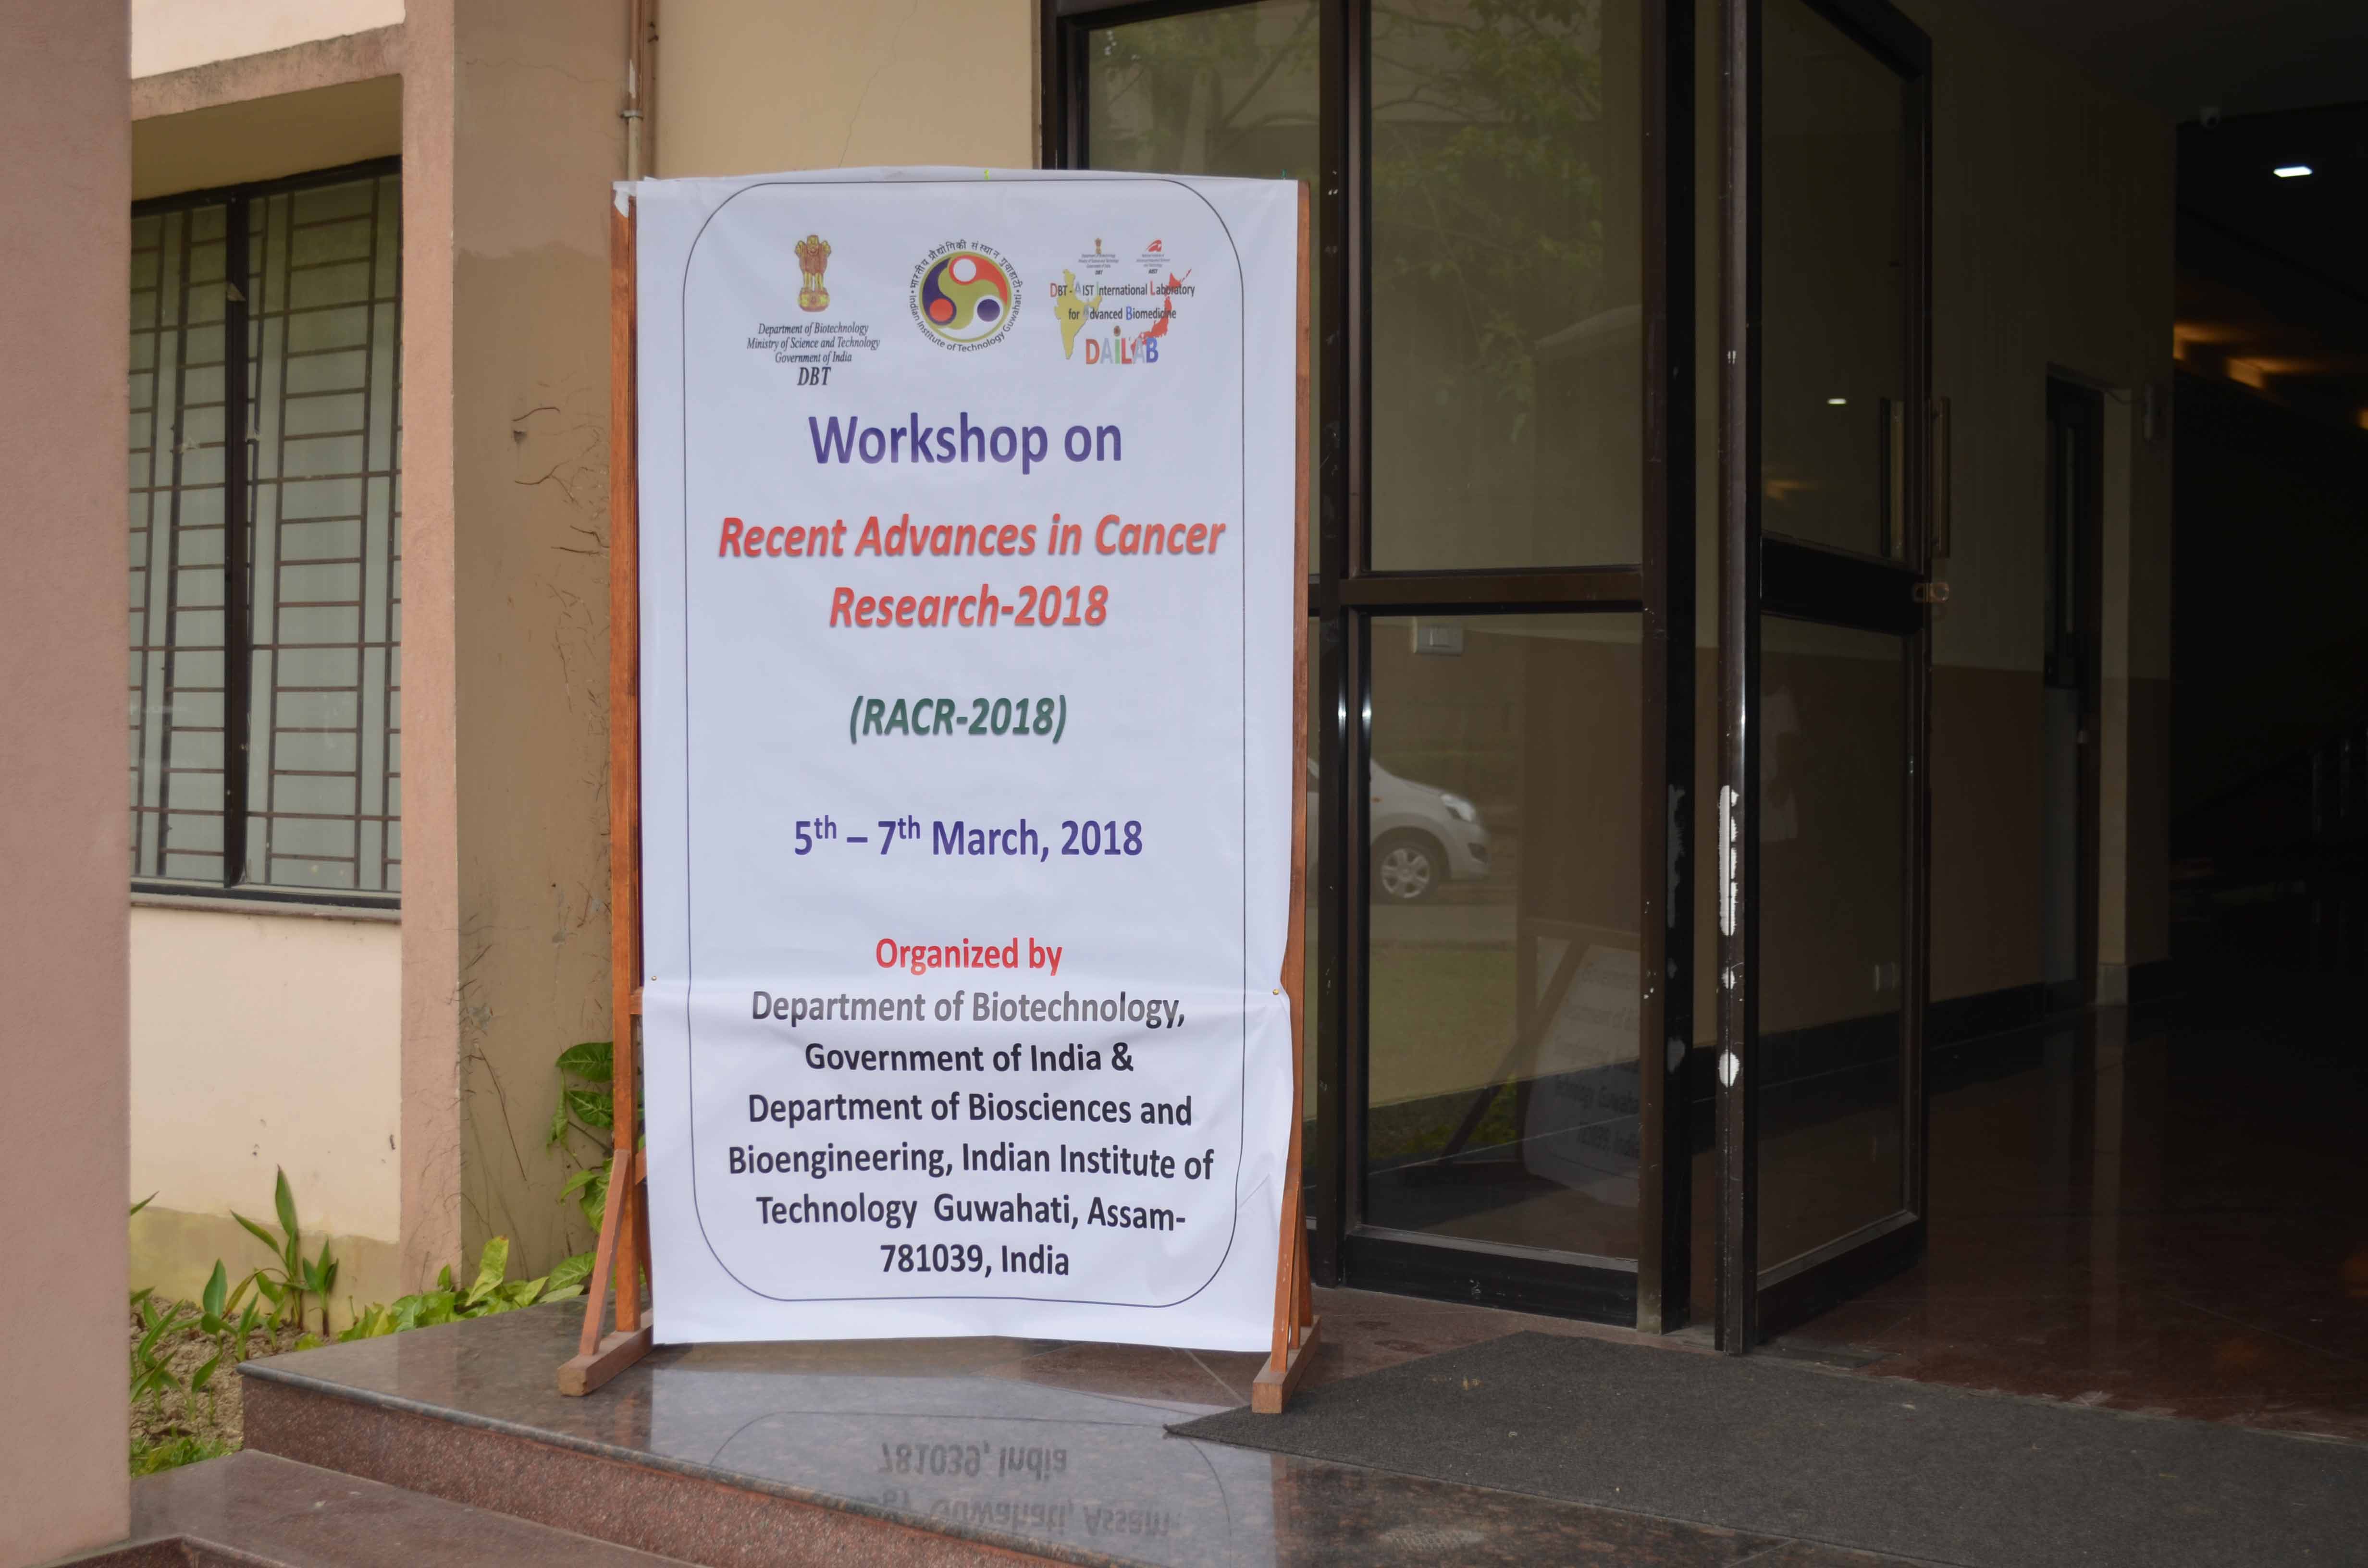 Department of Biotechnology
Ministry of Science and Technology
Government of India
DBT
भारतीय प्रौद्योगिकी संस्थान गुवाहाटी
Indian Institute of Technology Guwahati
DBT - AIST International Laboratory
for Advanced Biomedicine
DAILAB
Workshop on
Recent Advances in Cancer
Research-2018
(RACR-2018)
5th – 7th March, 2018
Organized by
Department of Biotechnology,
Government of India &
Department of Biosciences and
Bioengineering, Indian Institute of
Technology Guwahati, Assam-
781039, India